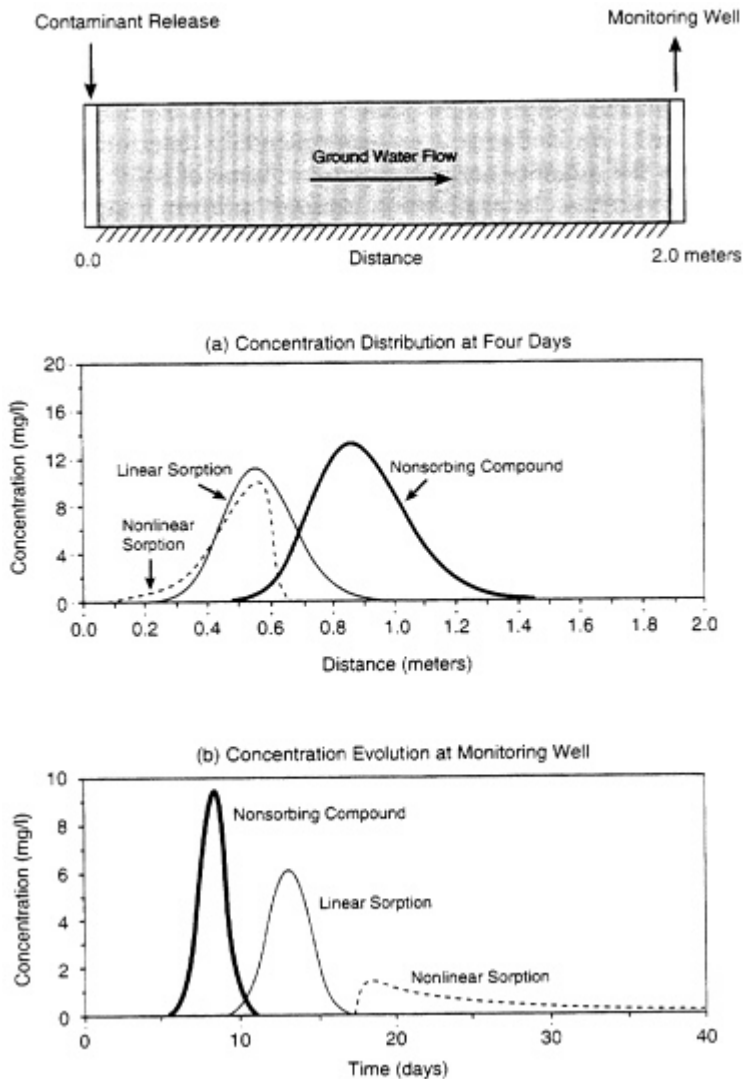 Contaminant Release
Monitoring Well
Ground Water Flow
0.0
Distance
2.0 meters
(a) Concentration Distribution at Four Days
Concentration (mg/l)
20
16
12
8
4
0
Linear Sorption
Nonlinear
Sorption
Nonsorbing Compound
0.0 0.2 0.4 0.6 0.8 1.0 1.2 1.4 1.6 1.8 2.0
Distance (meters)
(b) Concentration Evolution at Monitoring Well
Concentration (mg/l)
10
8
6
4
2
0
Nonsorbing Compound
Linear Sorption
Nonlinear Sorption
0 10 20 30 40
Time (days)